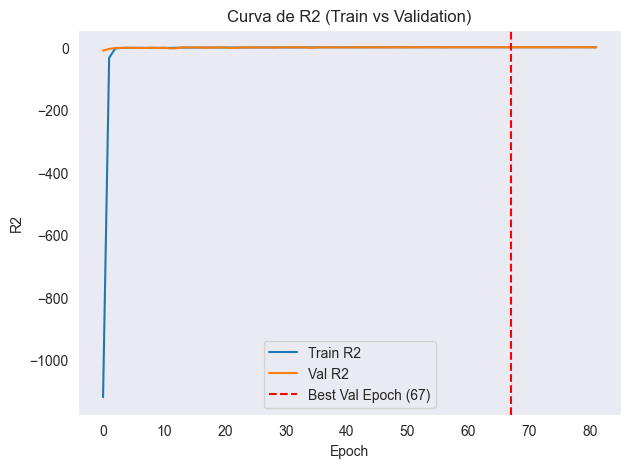 Curva de R2 (Train vs Validation)
0
−200
−400
−600
−800
−1000
R2
Train R2
Val R2
Best Val Epoch (67)
0 10 20 30 40 50 60 70 80
Epoch